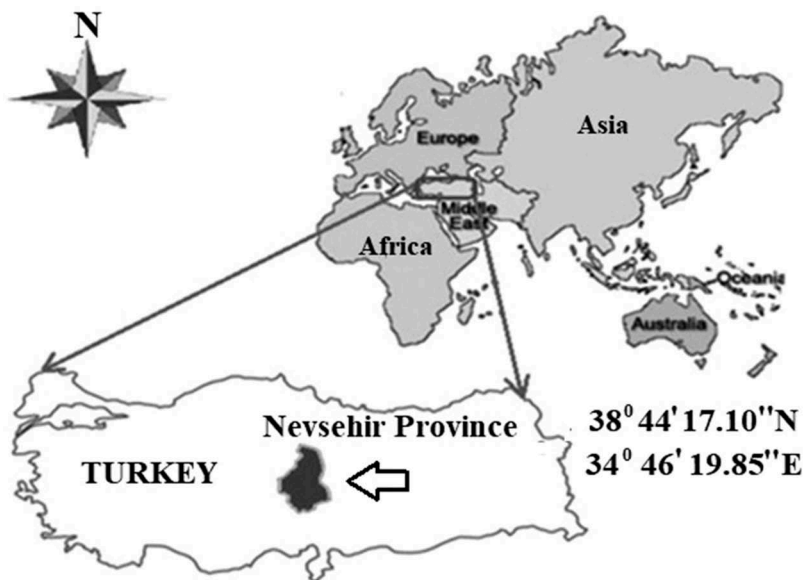 N
Europe
Asia
Middle
East
Africa
Oceania
Australia
Nevsehir Province
38⁰ 44' 17.10"N
TURKEY
34⁰ 46' 19.85"E